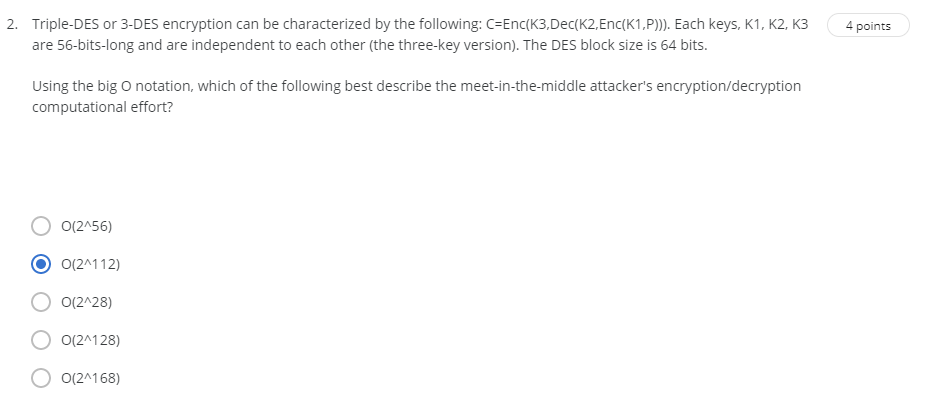 2. Triple-DES or 3-DES encryption can be characterized by the following: C=Enc(K3,Dec(K2,Enc(K1,P))). Each keys, K1, K2, K3 4 points
are 56-bits-long and are independent to each other (the three-key version). The DES block size is 64 bits.
Using the big O notation, which of the following best describe the meet-in-the-middle attacker's encryption/decryption
computational effort?
O(2^56)
O(2^112)
O(2^28)
O(2^128)
O(2^168)